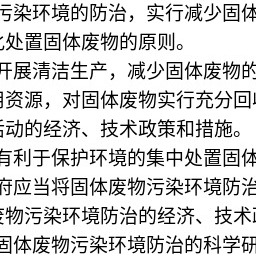 污染环境的防治，实行减少固体
化处置固体废物的原则。
开展清洁生产，减少固体废物的
用资源，对固体废物实行充分回收
活动的经济、技术政策和措施。
有利于保护环境的集中处置固体
府应当将固体废物污染环境防治
废物污染环境防治的经济、技术政
固体废物污染环境防治的科学研